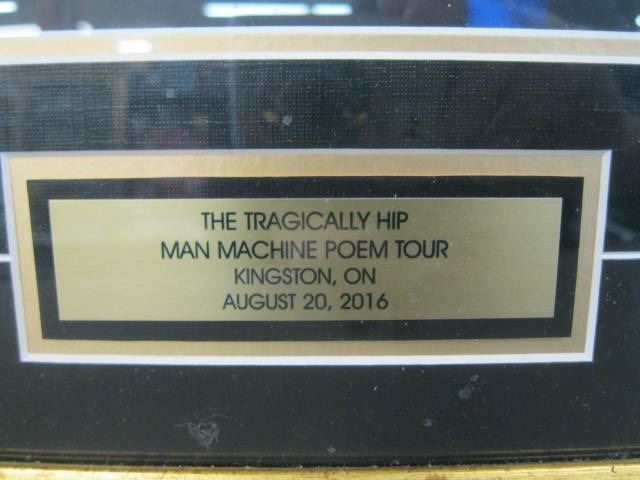 THE TRAGICALLY HIP
MAN MACHINE POEM TOUR
KINGSTON, ON
AUGUST 20, 2016